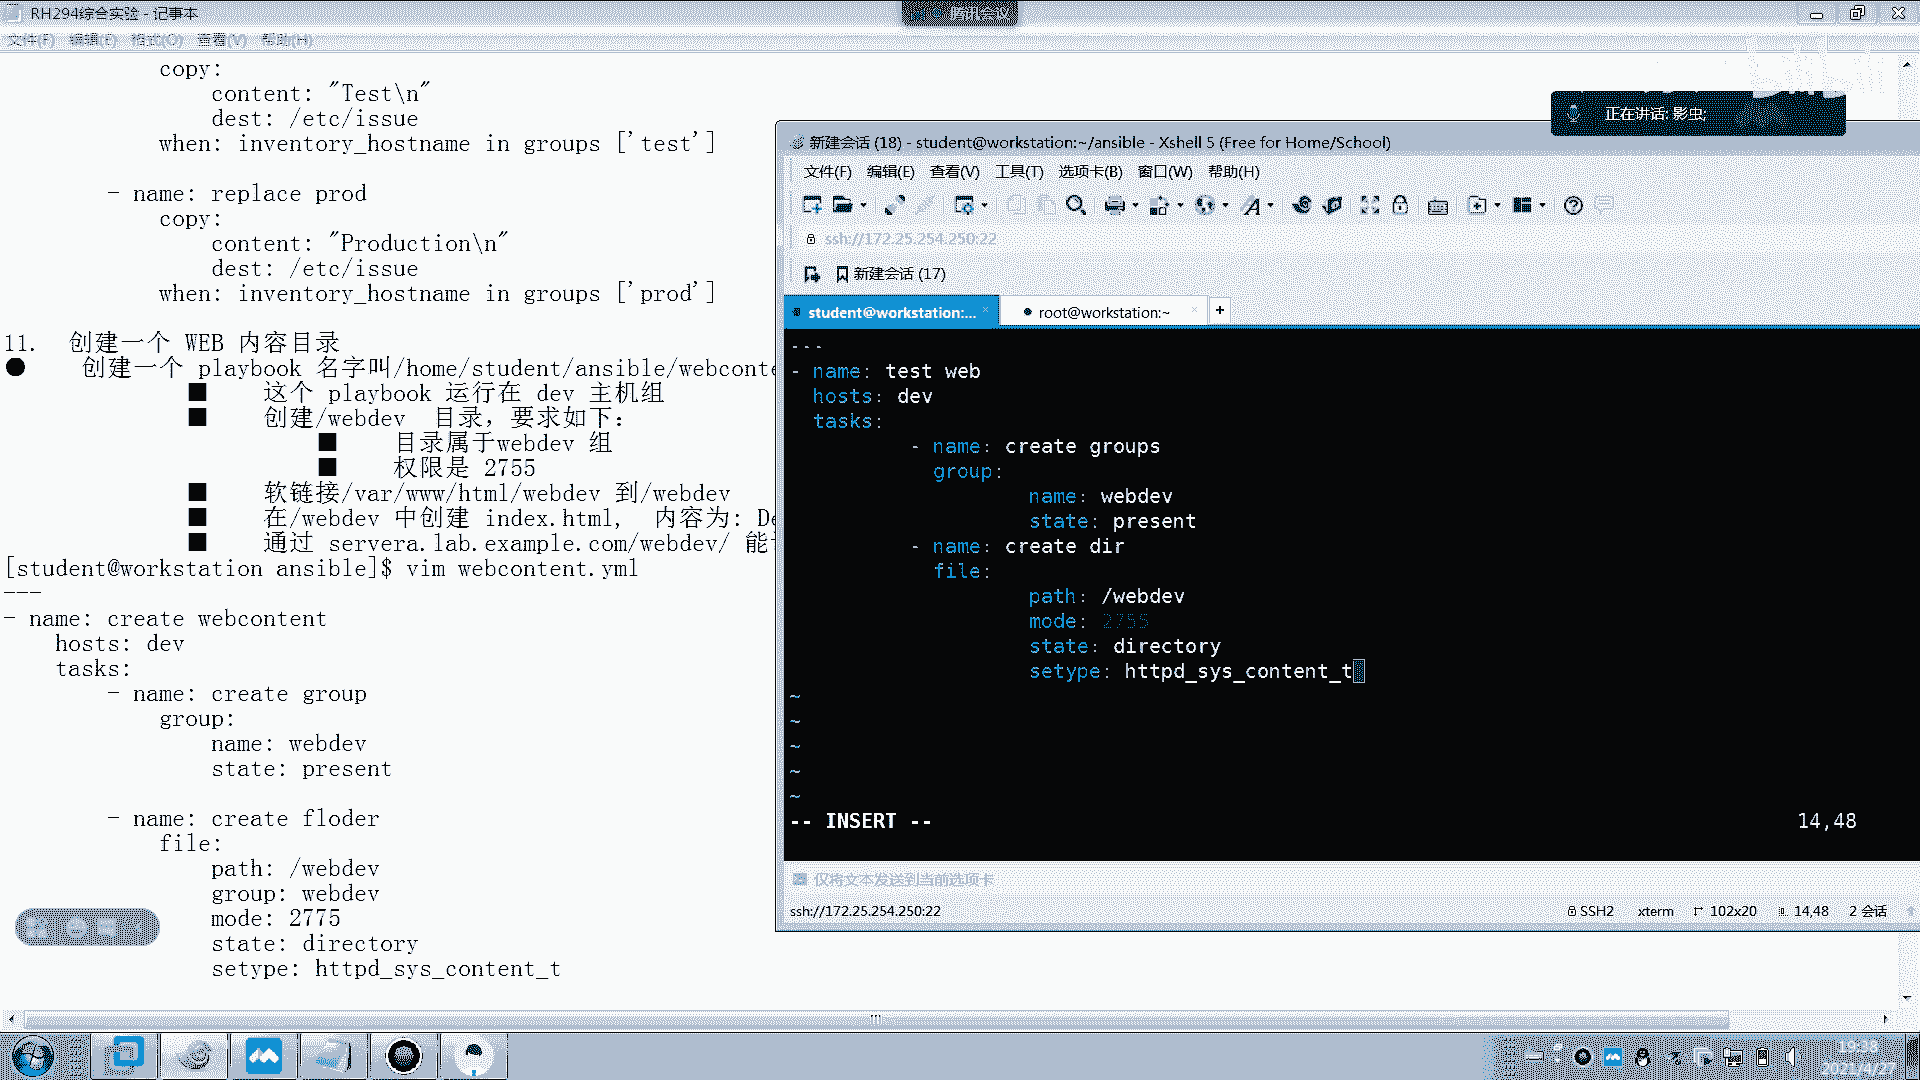 RH294综合实验 - 记事本
腾讯会议
文件(F) 编辑(E) 格式(O) 查看(V) 帮助(H)
copy:
content: "Test\n"
dest: /etc/issue
when: inventory_hostname in groups ['test']
- name: replace prod
copy:
content: "Production\n"
dest: /etc/issue
when: inventory_hostname in groups ['prod']
11. 创建一个 WEB 内容目录
● 创建一个 playbook 名字叫/home/student/ansible/webconte
■ 这个 playbook 运行在 dev 主机组
■ 创建/webdev 目录，要求如下：
■ 目录属于webdev 组
■ 权限是 2755
■ 软链接/var/www/html/webdev 到/webdev
■ 在/webdev 中创建 index.html, 内容为: De
■ 通过 servera.lab.example.com/webdev/ 能
[student@workstation ansible]$ vim webcontent.yml
---
- name: create webcontent
hosts: dev
tasks:
- name: create group
group:
name: webdev
state: present
- name: create floder
file:
path: /webdev
group: webdev
mode: 2775
state: directory
setype: httpd_sys_content_t
正在讲话: 影虫;
新建会话 (18) - student@workstation:~/ansible - Xshell 5 (Free for Home/School)
文件(F) 编辑(E) 查看(V) 工具(T) 选项卡(B) 窗口(W) 帮助(H)
ssh://172.25.254.250:22
新建会话 (17)
student@workstation:... × root@workstation:~ × +
---
- name: test web
hosts: dev
tasks:
- name: create groups
group:
name: webdev
state: present
- name: create dir
file:
path: /webdev
mode: 2755
state: directory
setype: httpd_sys_content_t
~
~
~
~
~
-- INSERT -- 14,48
仅将文本发送到当前选项卡
ssh://172.25.254.250:22 SSH2 xterm 102x20 14,48 2 会话
19:38
2021/4/27